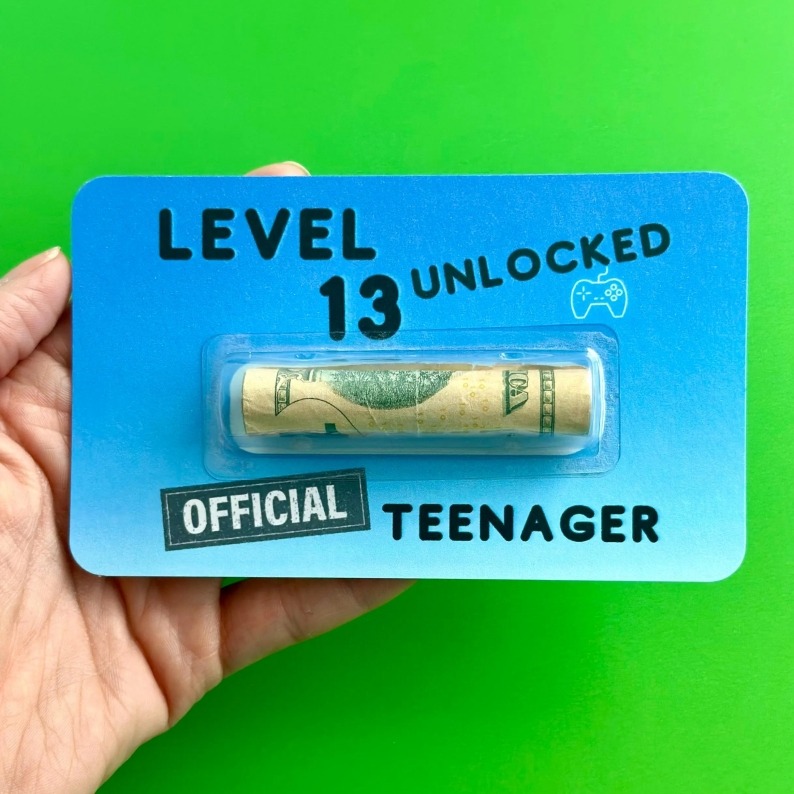 LEVEL
13 UNLOCKED
OFFICIAL TEENAGER